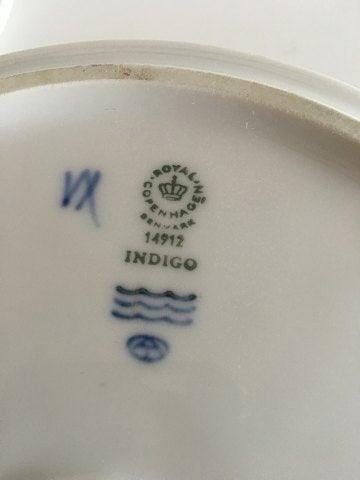 ROYAL
COPENHAGEN
DENMARK
14912
INDIGO